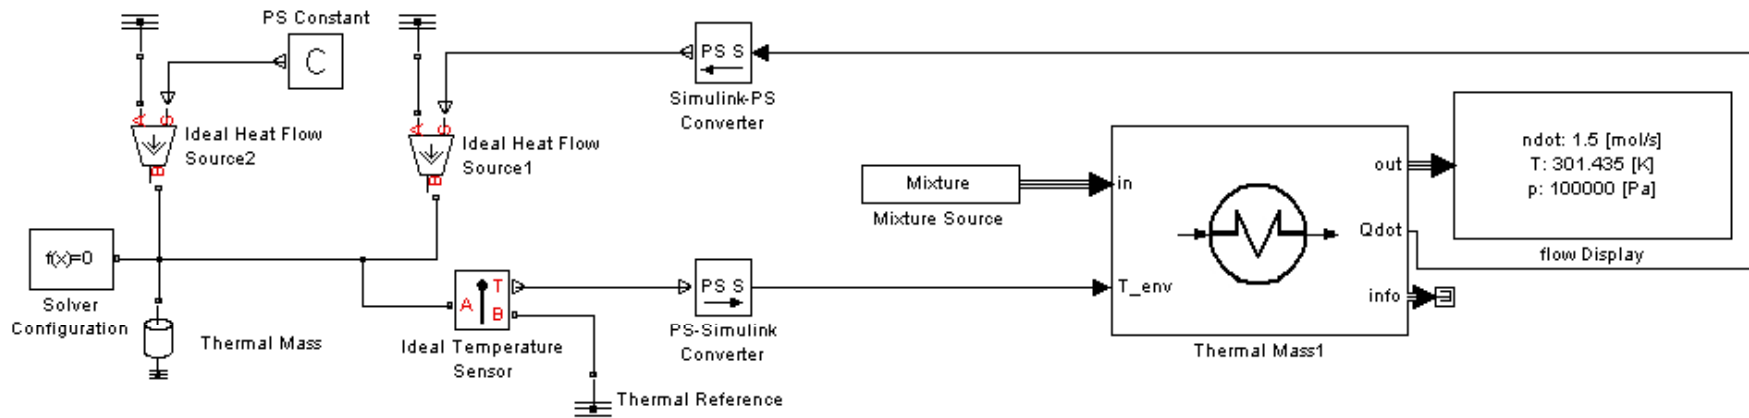 PS Constant
C
A
S
B
Ideal Heat Flow
Source2
A
S
B
Ideal Heat Flow
Source1
PS S
Simulink-PS
Converter
Mixture
Mixture Source
in
T_env
out
Qdot
info
Thermal Mass1
ndot: 1.5 [mol/s]
T: 301.435 [K]
p: 100000 [Pa]
flow Display
f(x)=0
Solver
Configuration
Thermal Mass
A
T
B
Ideal Temperature
Sensor
PS S
PS-Simulink
Converter
Thermal Reference